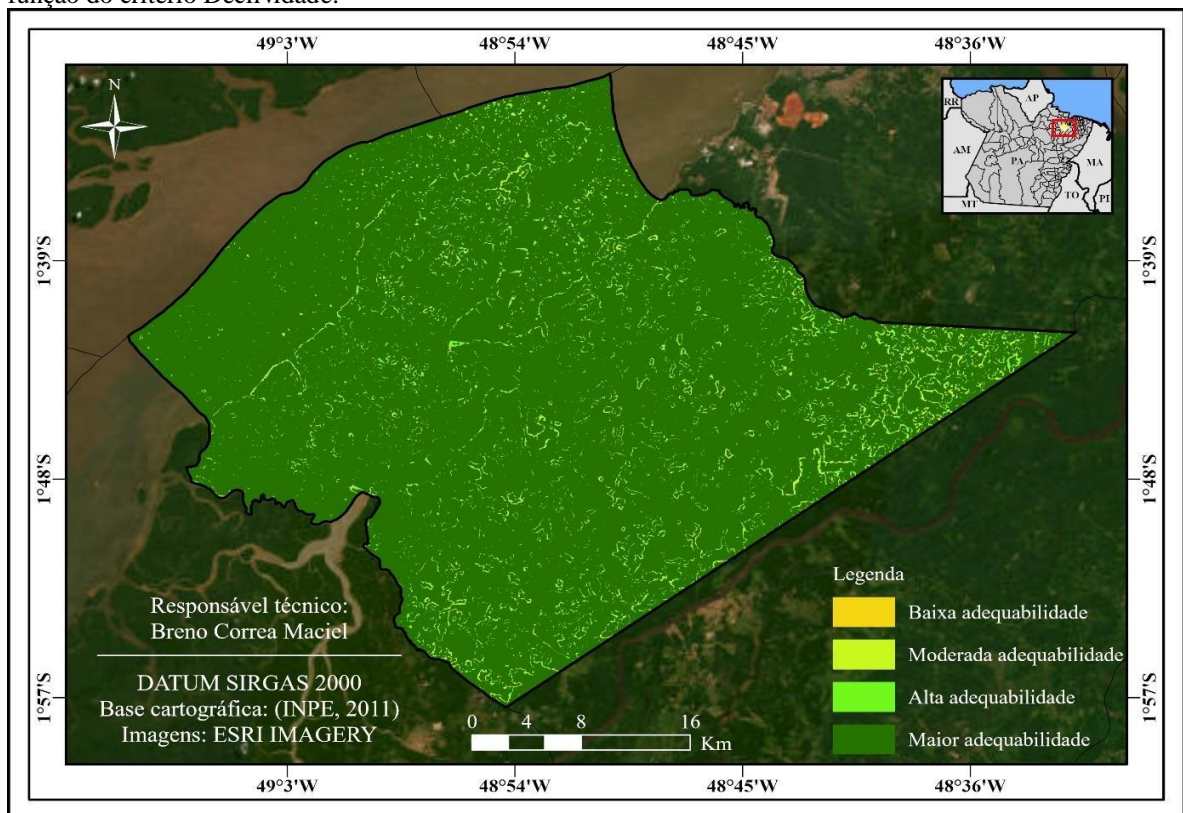 função do critério Declividade.
49°3'W 48°54'W 48°45'W 48°36'W
N
RR
AP
AM
PA
MA
TO
PI
MT
1°39'S
1°39'S
1°48'S
1°48'S
1°57'S
1°57'S
Responsável técnico:
Breno Correa Maciel
DATUM SIRGAS 2000
Base cartográfica: (INPE, 2011)
Imagens: ESRI IMAGERY
0 4 8 16
Km
Legenda
Baixa adequabilidade
Moderada adequabilidade
Alta adequabilidade
Maior adequabilidade
49°3'W 48°54'W 48°45'W 48°36'W